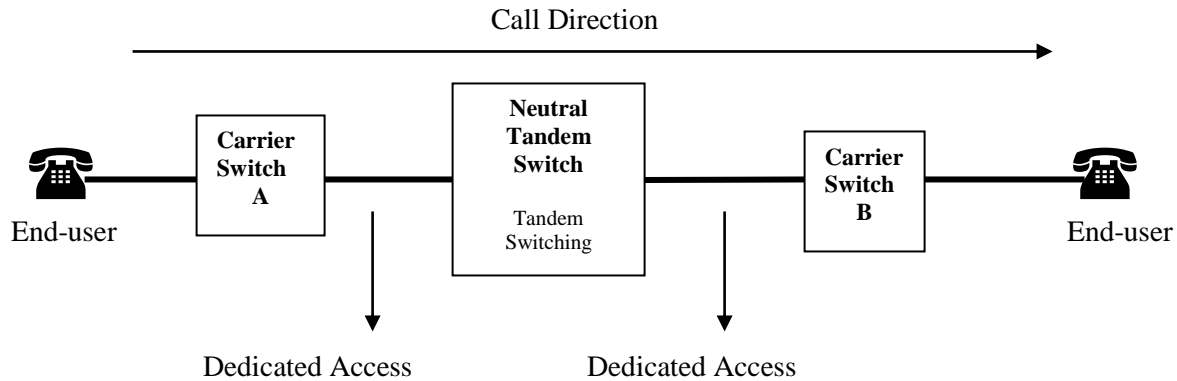 Call Direction
Neutral
Tandem
Switch
Tandem
Switching
Carrier
Switch
A
Carrier
Switch
B
End-user
End-user
Dedicated Access
Dedicated Access